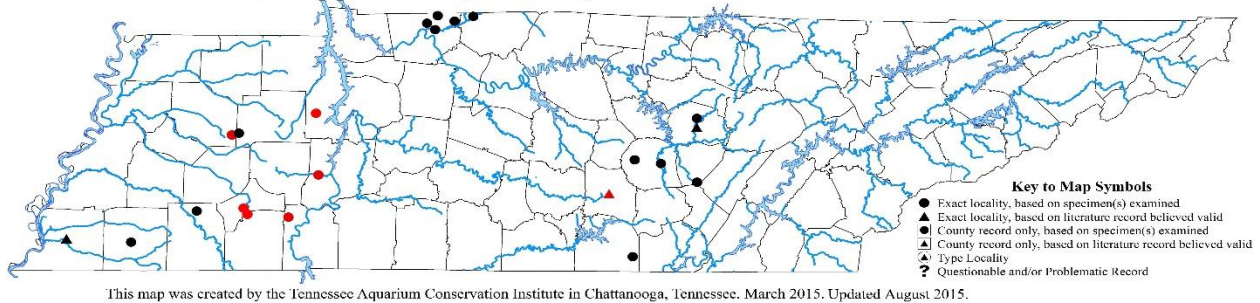 Key to Map Symbols
Exact locality, based on specimen(s) examined
Exact locality, based on literature record believed valid
County record only, based on specimen(s) examined
County record only, based on literature record believed valid
Type Locality
? Questionable and/or Problematic Record
This map was created by the Tennessee Aquarium Conservation Institute in Chattanooga, Tennessee. March 2015. Updated August 2015.